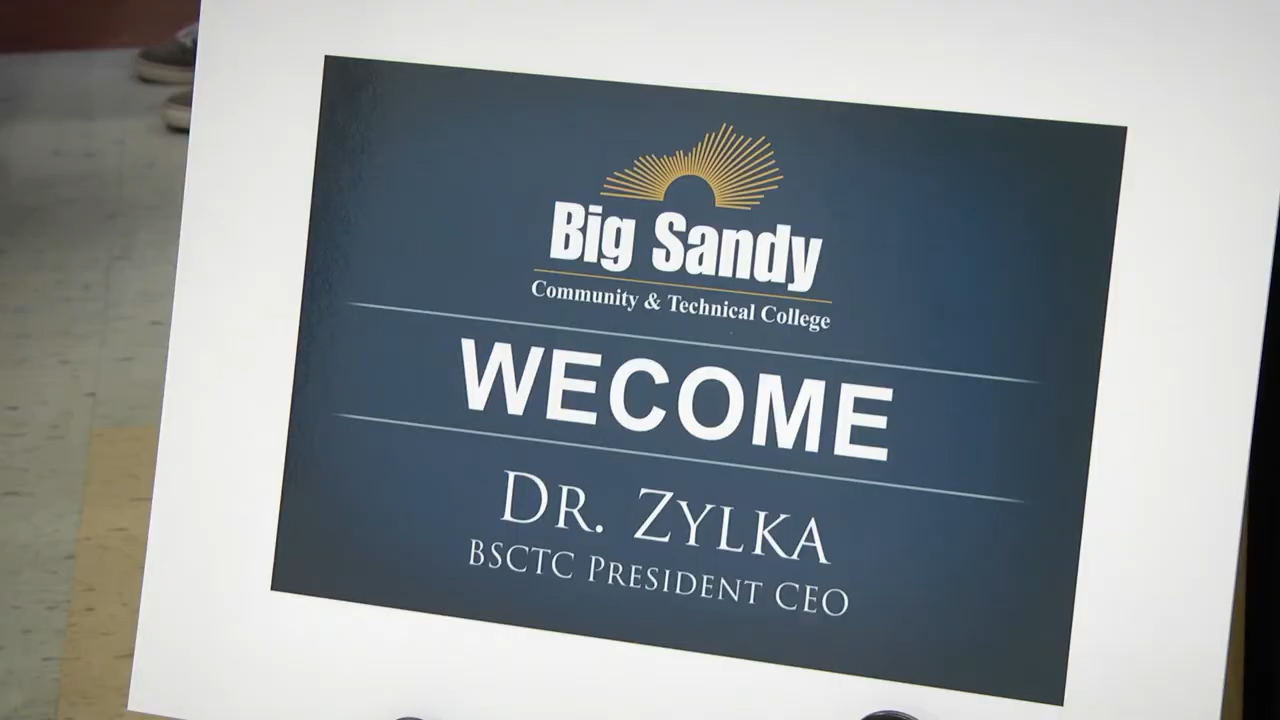 Big Sandy
Community & Technical College
WECOME
DR. ZYLKA
BSCTC PRESIDENT CEO